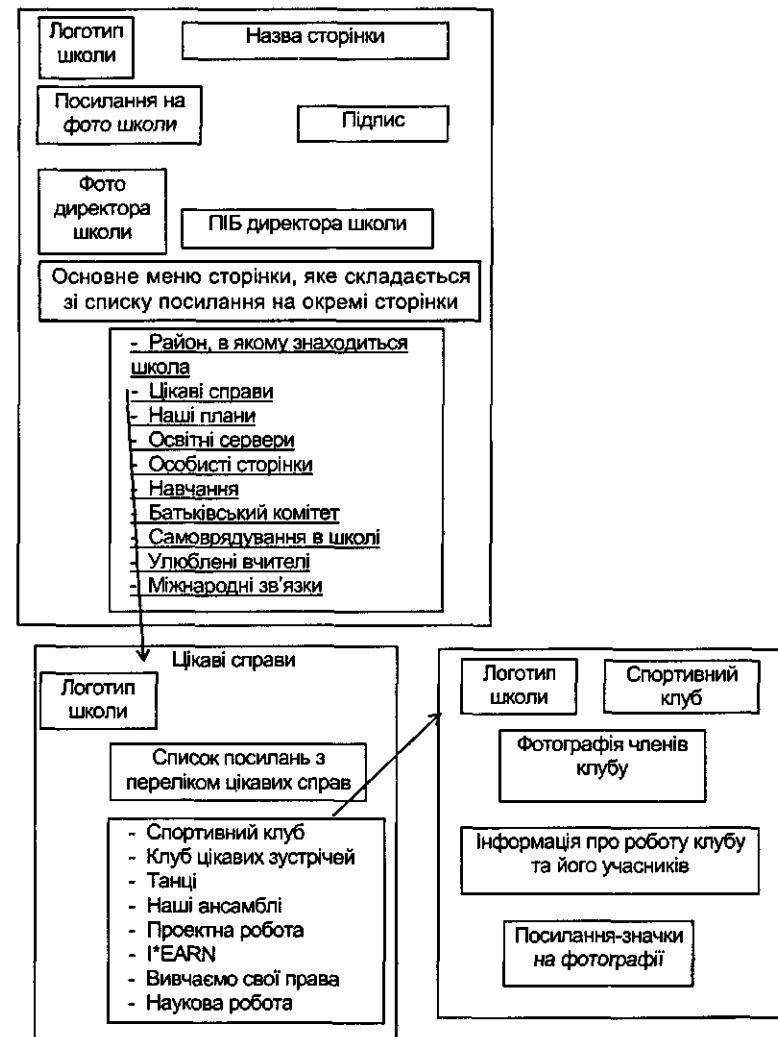 Логотип
школи
Назва сторінки
Посилання на
фото школи
Підпис
Фото
директора
школи
ПІБ директора школи
Основне меню сторінки, яке складається
зі списку посилання на окремі сторінки
- Район, в якому знаходиться
школа
- Цікаві справи
- Наші плани
- Освітні сервери
- Особисті сторінки
- Навчання
- Батьківський комітет
- Самоврядування в школі
- Улюблені вчителі
- Міжнародні зв'язки
Цікаві справи
Логотип
школи
Список посилань з
переліком цікавих справ
- Спортивний клуб
- Клуб цікавих зустрічей
- Танці
- Наші ансамблі
- Проектна робота
- I*EARN
- Вивчаємо свої права
- Наукова робота
Логотип
школи
Спортивний
клуб
Фотографія членів
клубу
Інформація про роботу клубу
та його учасників
Посилання-значки
на фотографії